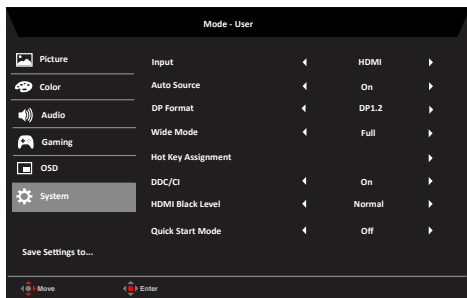 Mode - User
Picture
Input HDMI
Color
Auto Source On
Audio
DP Format DP1.2
Gaming
Wide Mode Full
OSD
Hot Key Assignment
System
DDC/CI On
HDMI Black Level Normal
Quick Start Mode Off
Save Settings to...
Move Enter